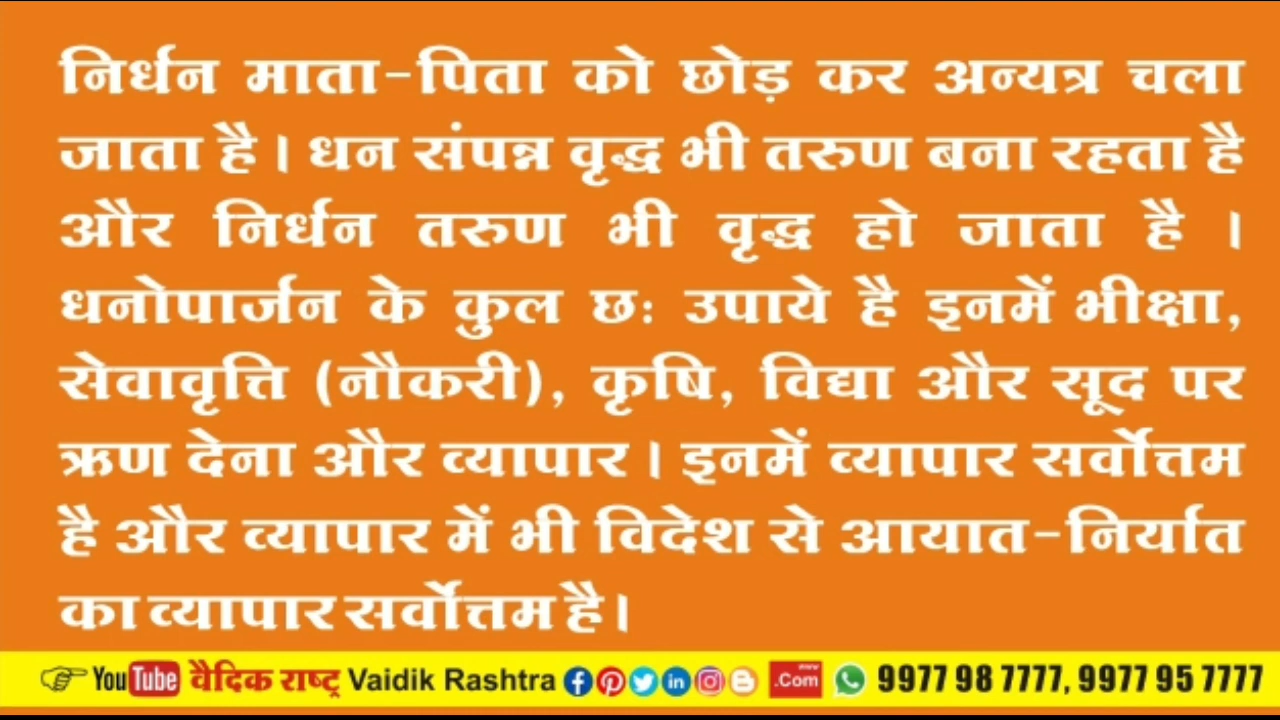 निर्धन माता-पिता को छोड़ कर अन्यत्र चला
जाता है। धन संपन्न वृद्ध भी तरुण बना रहता है
और निर्धन तरुण भी वृद्ध हो जाता है ।
धनोपार्जन के कुल छः उपाये है इनमें भीक्षा,
सेवावृत्ति (नौकरी), कृषि, विद्या और सूद पर
ऋण देना और व्यापार । इनमें व्यापार सर्वोत्तम
है और व्यापार में भी विदेश से आयात-निर्यात
का व्यापार सर्वोत्तम है।
YouTube वैदिक राष्ट्र Vaidik Rashtra www .Com 9977 98 7777, 9977 95 7777